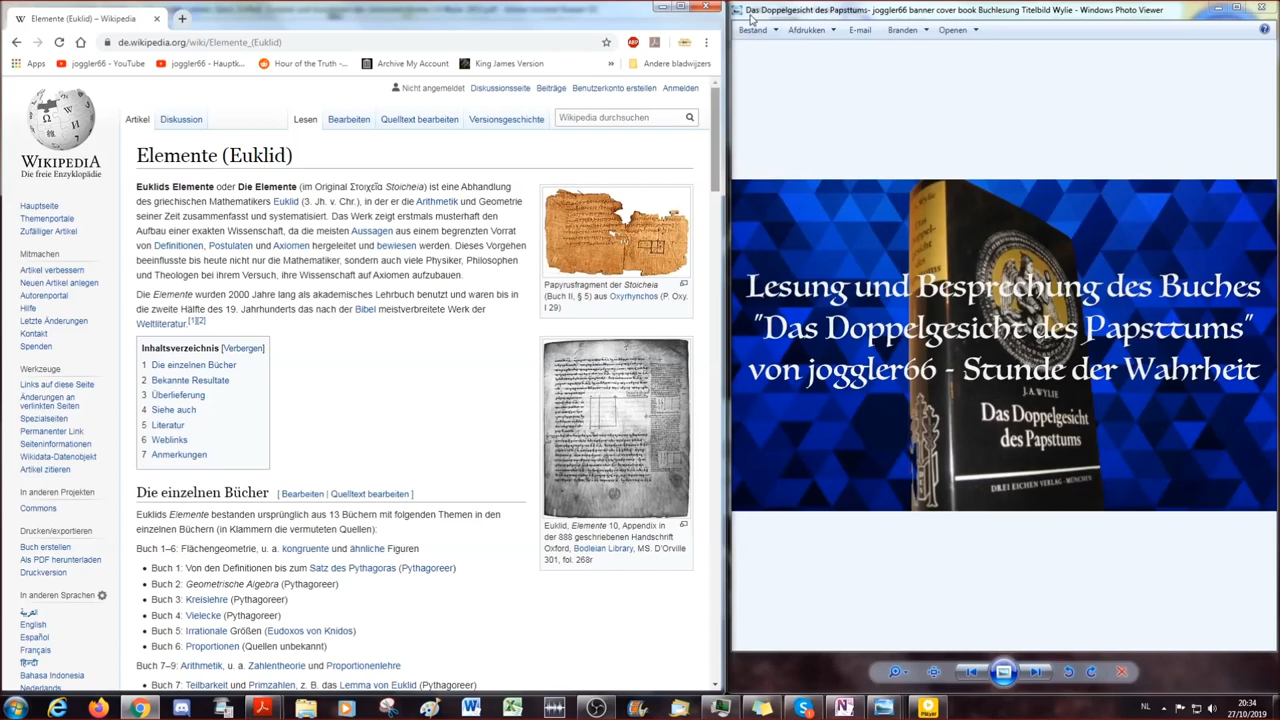 Elemente (Euklid) – Wikipedia
de.wikipedia.org/wiki/Elemente_(Euklid)
Apps
joggler66 - YouTube
joggler66 - Hauptk...
Hour of the Truth -...
Archive My Account
King James Version
»
Andere bladwijzers
Nicht angemeldet Diskussionsseite Beiträge Benutzerkonto erstellen Anmelden
Artikel Diskussion Lesen Bearbeiten Quelltext bearbeiten Versionsgeschichte
Wikipedia durchsuchen
WIKIPEDIA
Die freie Enzyklopädie
Hauptseite
Themenportale
Zufälliger Artikel
Mitmachen
Artikel verbessern
Neuen Artikel anlegen
Autorenportal
Hilfe
Letzte Änderungen
Kontakt
Spenden
Werkzeuge
Links auf diese Seite
Änderungen an
verlinkten Seiten
Spezialseiten
Permanenter Link
Seiteninformationen
Wikidata-Datenobjekt
Artikel zitieren
In anderen Projekten
Commons
Drucken/exportieren
Buch erstellen
Als PDF herunterladen
Druckversion
In anderen Sprachen
العربية
English
Español
Français
हिन्दी
Bahasa Indonesia
Nederlands
Elemente (Euklid)
Euklids Elemente oder Die Elemente (im Original Στοιχεῖα Stoicheia) ist eine Abhandlung
des griechischen Mathematikers Euklid (3. Jh. v. Chr.), in der er die Arithmetik und Geometrie
seiner Zeit zusammenfasst und systematisiert. Das Werk zeigt erstmals musterhaft den
Aufbau einer exakten Wissenschaft, da die meisten Aussagen aus einem begrenzten Vorrat
von Definitionen, Postulaten und Axiomen hergeleitet und bewiesen werden. Dieses Vorgehen
beeinflusste bis heute nicht nur die Mathematiker, sondern auch viele Physiker, Philosophen
und Theologen bei ihrem Versuch, ihre Wissenschaft auf Axiomen aufzubauen.
Die Elemente wurden 2000 Jahre lang als akademisches Lehrbuch benutzt und waren bis in
die zweite Hälfte des 19. Jahrhunderts das nach der Bibel meistverbreitete Werk der
Weltliteratur.[1][2]
Inhaltsverzeichnis [Verbergen]
1 Die einzelnen Bücher
2 Bekannte Resultate
3 Überlieferung
4 Siehe auch
5 Literatur
6 Weblinks
7 Anmerkungen
Papyrusfragment der Stoicheia
(Buch II, § 5) aus Oxyrhynchos (P. Oxy.
I 29)
Euklid, Elemente 10, Appendix in
der 888 geschriebenen Handschrift
Oxford, Bodleian Library, MS. D'Orville
301, fol. 268r
Die einzelnen Bücher [ Bearbeiten | Quelltext bearbeiten ]
Euklids Elemente bestanden ursprünglich aus 13 Büchern mit folgenden Themen in den
einzelnen Büchern (in Klammern die vermuteten Quellen):
Buch 1–6: Flächengeometrie, u. a. kongruente und ähnliche Figuren
• Buch 1: Von den Definitionen bis zum Satz des Pythagoras (Pythagoreer)
• Buch 2: Geometrische Algebra (Pythagoreer)
• Buch 3: Kreislehre (Pythagoreer)
• Buch 4: Vielecke (Pythagoreer)
• Buch 5: Irrationale Größen (Eudoxos von Knidos)
• Buch 6: Proportionen (Quellen unbekannt)
Buch 7–9: Arithmetik, u. a. Zahlentheorie und Proportionenlehre
• Buch 7: Teilbarkeit und Primzahlen, z. B. das Lemma von Euklid (Pythagoreer)
Das Doppelgesicht des Papsttums- joggler66 banner cover book Buchlesung Titelbild Wylie - Windows Photo Viewer
Bestand Afdrukken E-mail Branden Openen
Lesung und Besprechung des Buches
"Das Doppelgesicht des Papsttums"
von joggler66 - Stunde der Wahrheit
J.A.WYLIE
Das Doppelgesicht
des Papsttums
DREI EICHEN VERLAG · MÜNCHEN
NL
20:34
27/10/2019